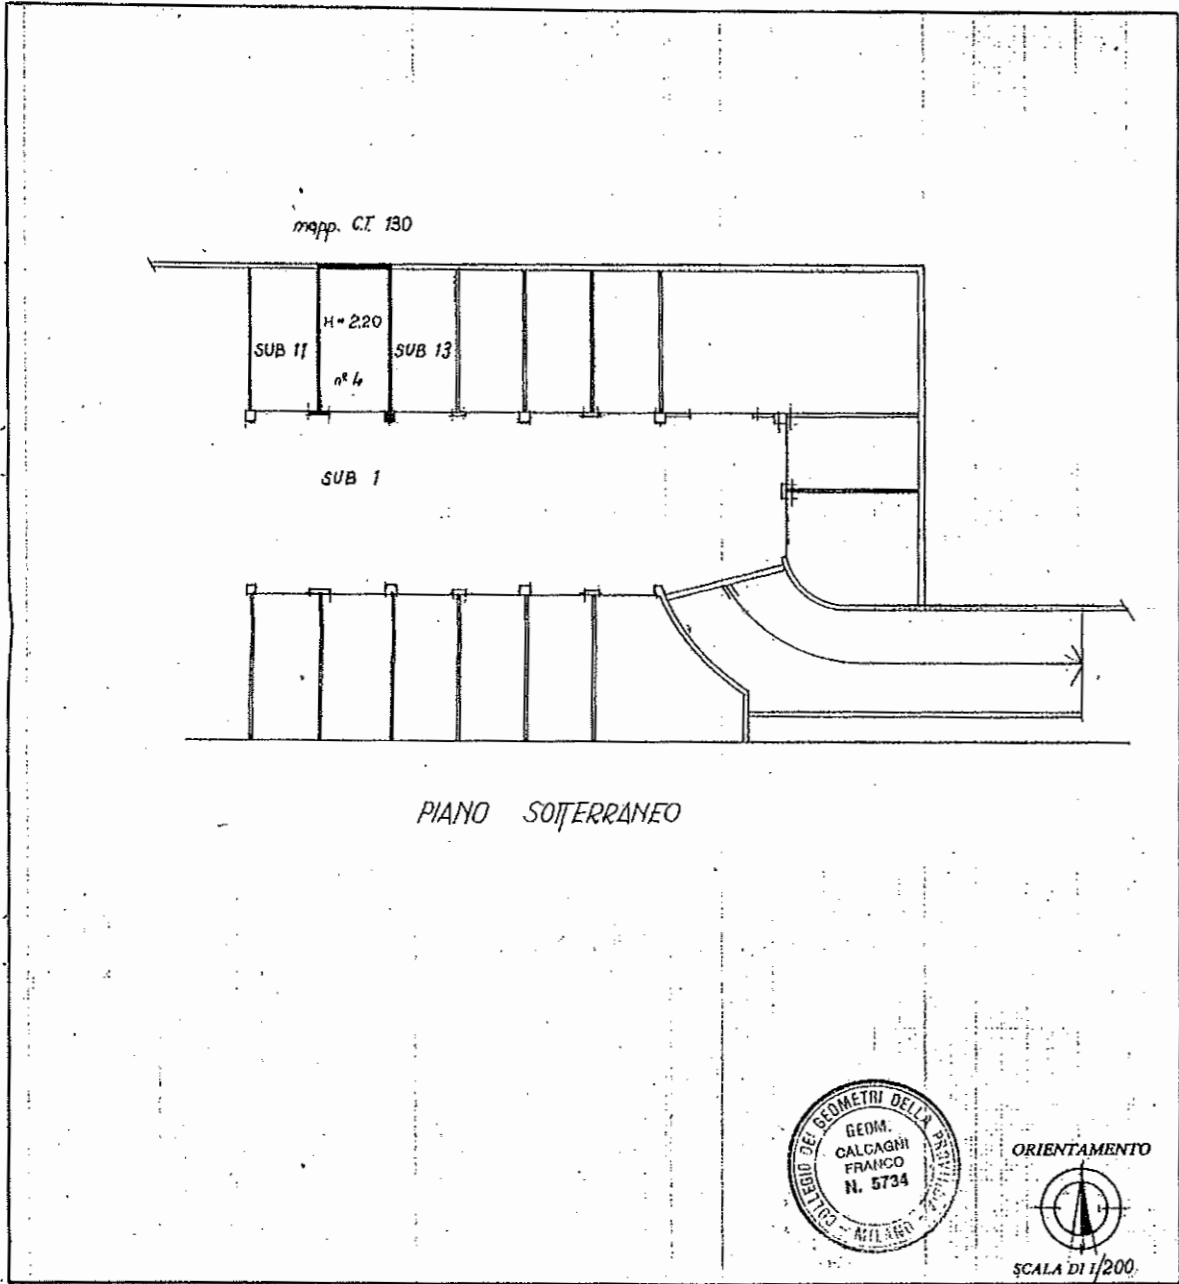 mapp. C.T. 130
H=2.20
SUB 11
SUB 13
n° 4
SUB 1
PIANO SOTTERRANEO
COLLEGIO DEI GEOMETRI DELLA PROVINCIA
GEOM.
CALCAGNI
FRANCO
N. 5734
- MILANO -
ORIENTAMENTO
SCALA DI 1/200